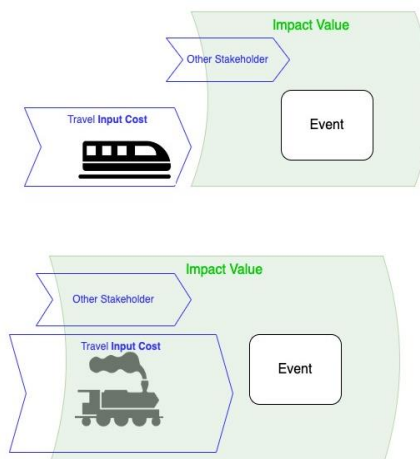 Impact Value
Other Stakeholder
Travel Input Cost
Event
Impact Value
Other Stakeholder
Travel Input Cost
Event